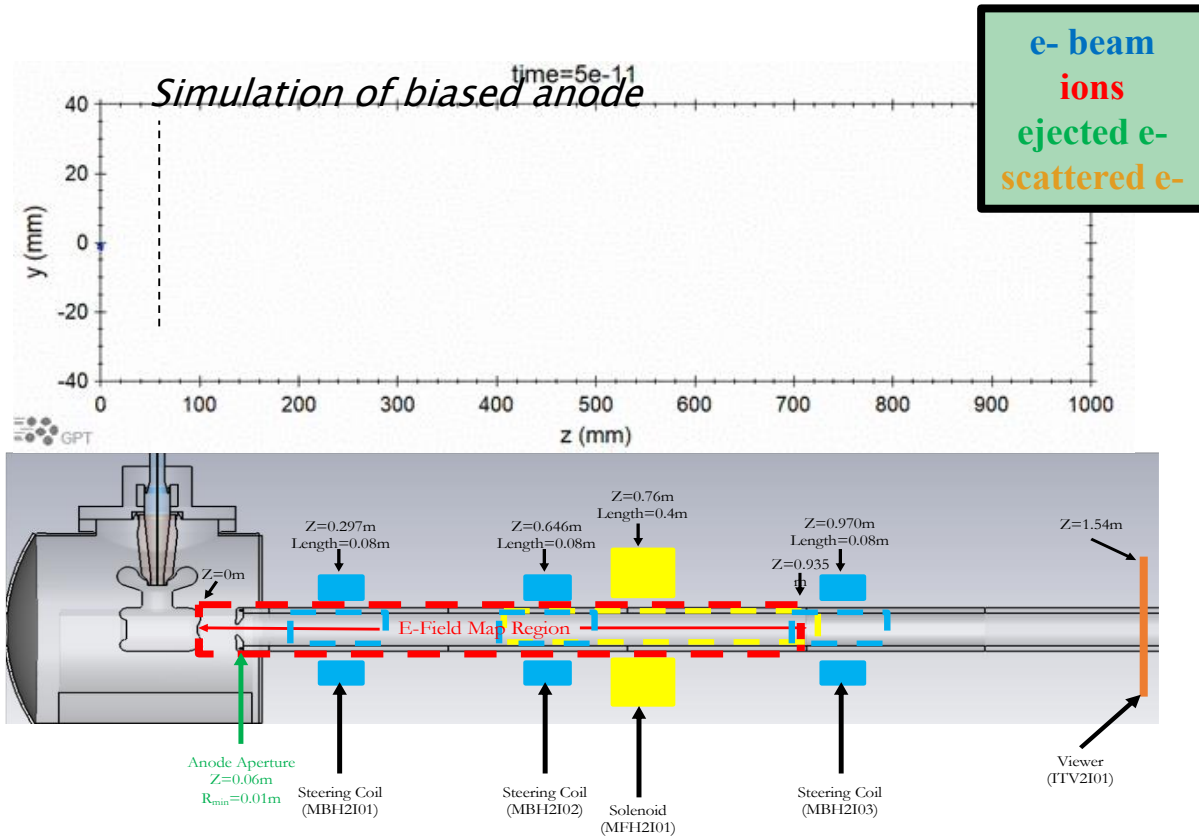 e- beam
ions
ejected e-
scattered e-
time=5e-11
Simulation of biased anode
40
20
0
-20
-40
y (mm)
0
100
200
300
400
500
600
700
800
900
1000
z (mm)
GPT
Z=0m
Z=0.297m
Length=0.08m
Z=0.646m
Length=0.08m
Z=0.76m
Length=0.4m
Z=0.970m
Length=0.08m
Z=0.935
m
Z=1.54m
E-Field Map Region
Anode Aperture
Z=0.06m
Rmin=0.01m
Steering Coil
(MBH2I01)
Steering Coil
(MBH2I02)
Solenoid
(MFH2I01)
Steering Coil
(MBH2I03)
Viewer
(ITV2I01)